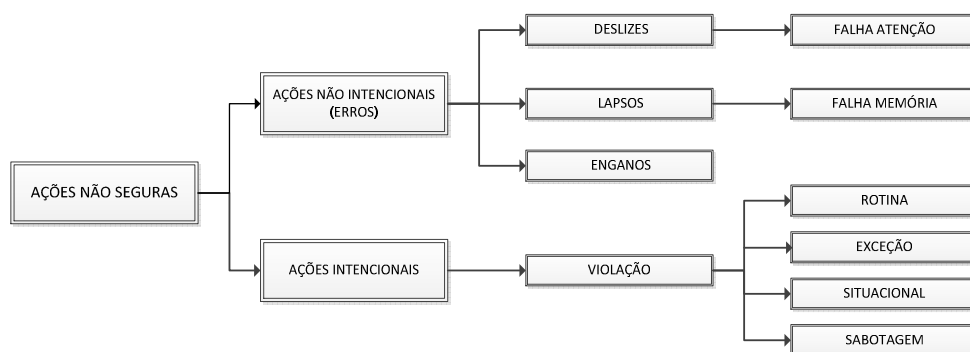 DESLIZES
FALHA ATENÇÃO
AÇÕES NÃO INTENCIONAIS
(ERROS)
LAPSOS
FALHA MEMÓRIA
ENGANOS
AÇÕES NÃO SEGURAS
ROTINA
EXCEÇÃO
AÇÕES INTENCIONAIS
VIOLAÇÃO
SITUACIONAL
SABOTAGEM